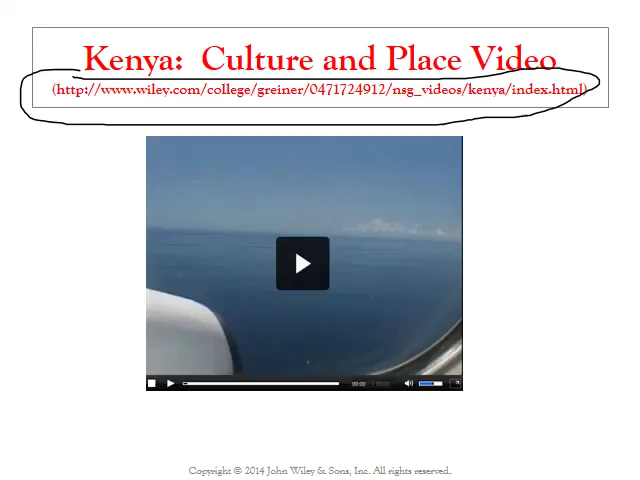 Kenya:  Culture and Place Video
(http://www.wiley.com/college/greiner/0471724912/nsg_videos/kenya/index.html)
00:00
Copyright © 2014 John Wiley & Sons, Inc. All rights reserved.